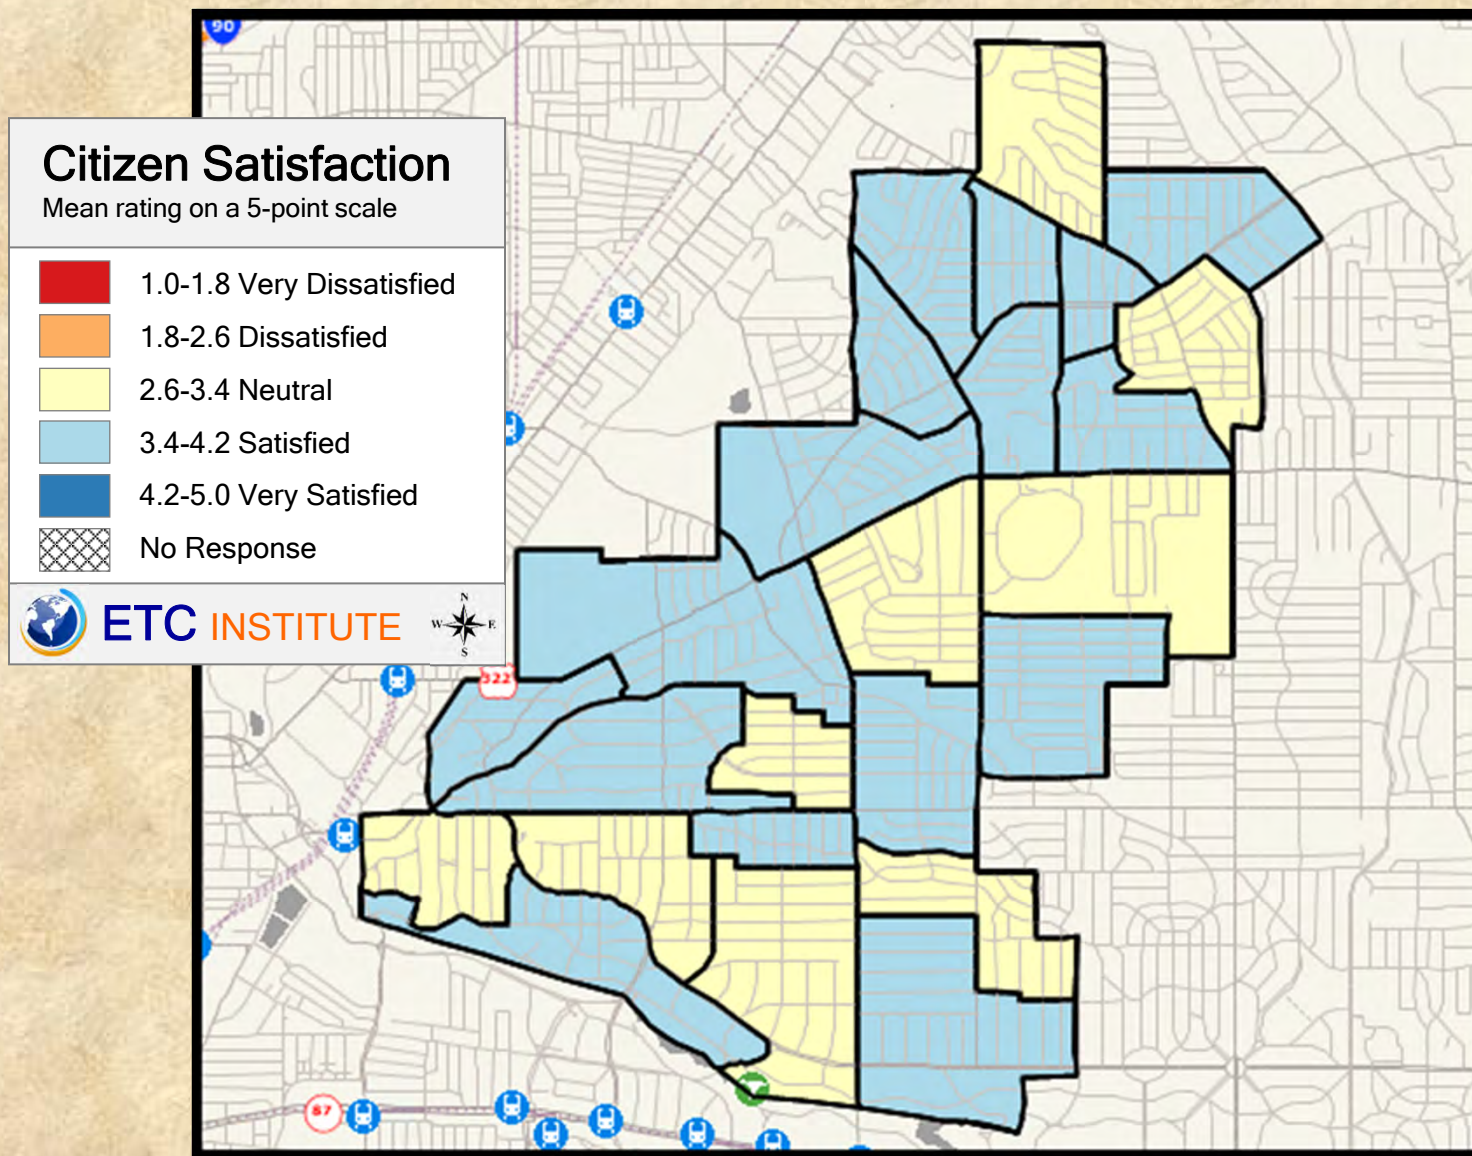 90
Citizen Satisfaction
Mean rating on a 5-point scale
1.0-1.8 Very Dissatisfied
1.8-2.6 Dissatisfied
2.6-3.4 Neutral
3.4-4.2 Satisfied
4.2-5.0 Very Satisfied
No Response
ETC INSTITUTE
N
W E
S
322
87